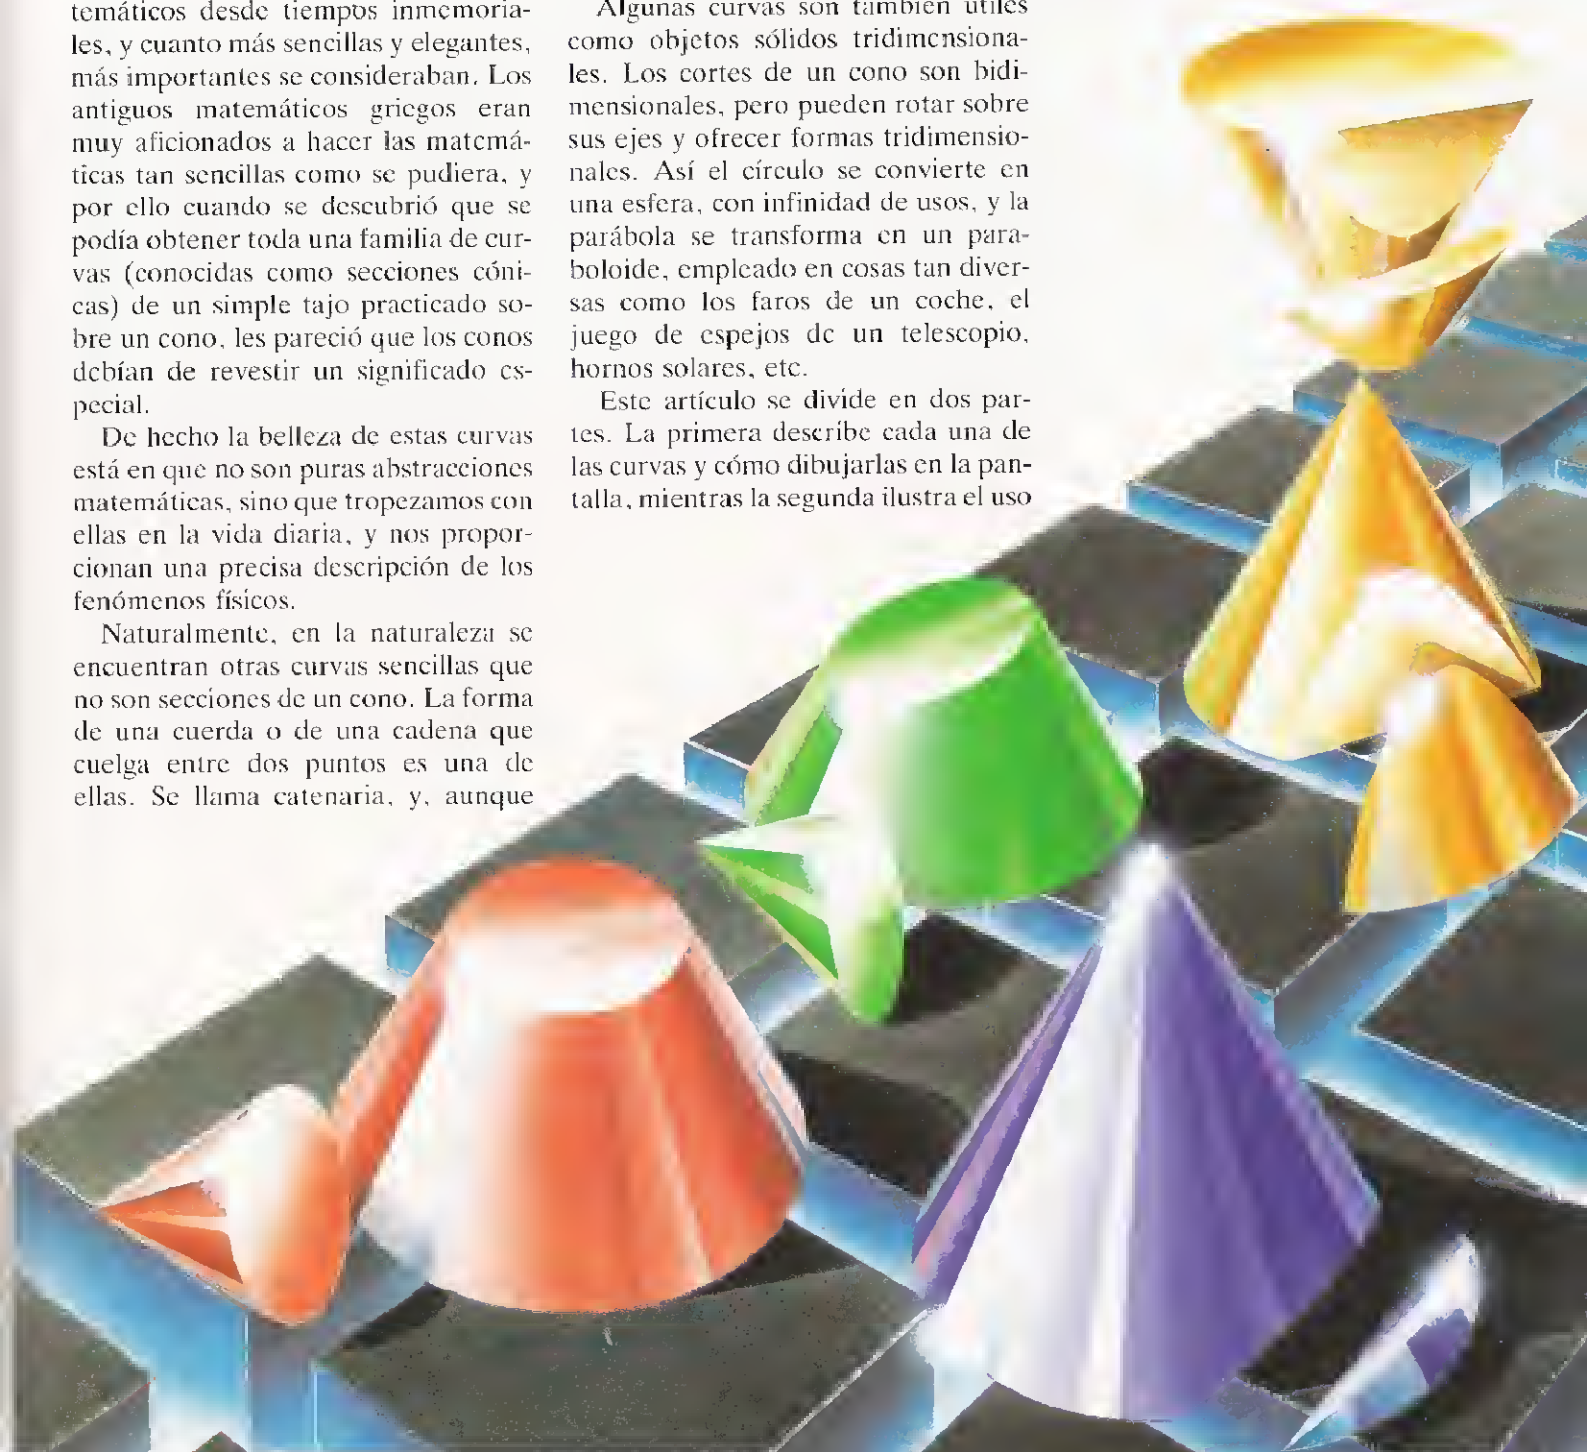 temáticos desde tiempos inmemoria-
les, y cuanto más sencillas y elegantes,
más importantes se consideraban. Los
antiguos matemáticos griegos eran
muy aficionados a hacer las matemá-
ticas tan sencillas como se pudiera, y
por ello cuando se descubrió que se
podía obtener toda una familia de cur-
vas (conocidas como secciones cóni-
cas) de un simple tajo practicado so-
bre un cono, les pareció que los conos
debían de revestir un significado es-
pecial.
De hecho la belleza de estas curvas
está en que no son puras abstracciones
matemáticas, sino que tropezamos con
ellas en la vida diaria, y nos propor-
cionan una precisa descripción de los
fenómenos físicos.
Naturalmente, en la naturaleza se
encuentran otras curvas sencillas que
no son secciones de un cono. La forma
de una cuerda o de una cadena que
cuelga entre dos puntos es una de
ellas. Se llama catenaria, y, aunque
Algunas curvas son también útiles
como objetos sólidos tridimensiona-
les. Los cortes de un cono son bidi-
mensionales, pero pueden rotar sobre
sus ejes y ofrecer formas tridimensio-
nales. Así el círculo se convierte en
una esfera, con infinidad de usos, y la
parábola se transforma en un para-
boloide, empleado en cosas tan diver-
sas como los faros de un coche, el
juego de espejos de un telescopio,
hornos solares, etc.
Este artículo se divide en dos par-
tes. La primera describe cada una de
las curvas y cómo dibujarlas en la pan-
talla, mientras la segunda ilustra el uso